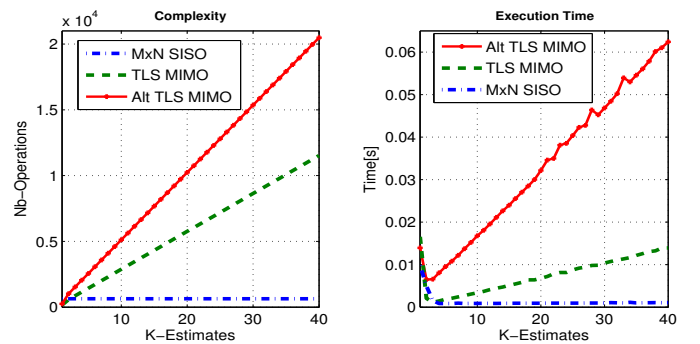 Complexity
x 10^4
2
1.5
1
0.5
0
10
20
30
40
Nb−Operations
K−Estimates
MxN SISO
TLS MIMO
Alt TLS MIMO
Execution Time
0.06
0.05
0.04
0.03
0.02
0.01
0
10
20
30
40
Time[s]
K−Estimates
Alt TLS MIMO
TLS MIMO
MxN SISO